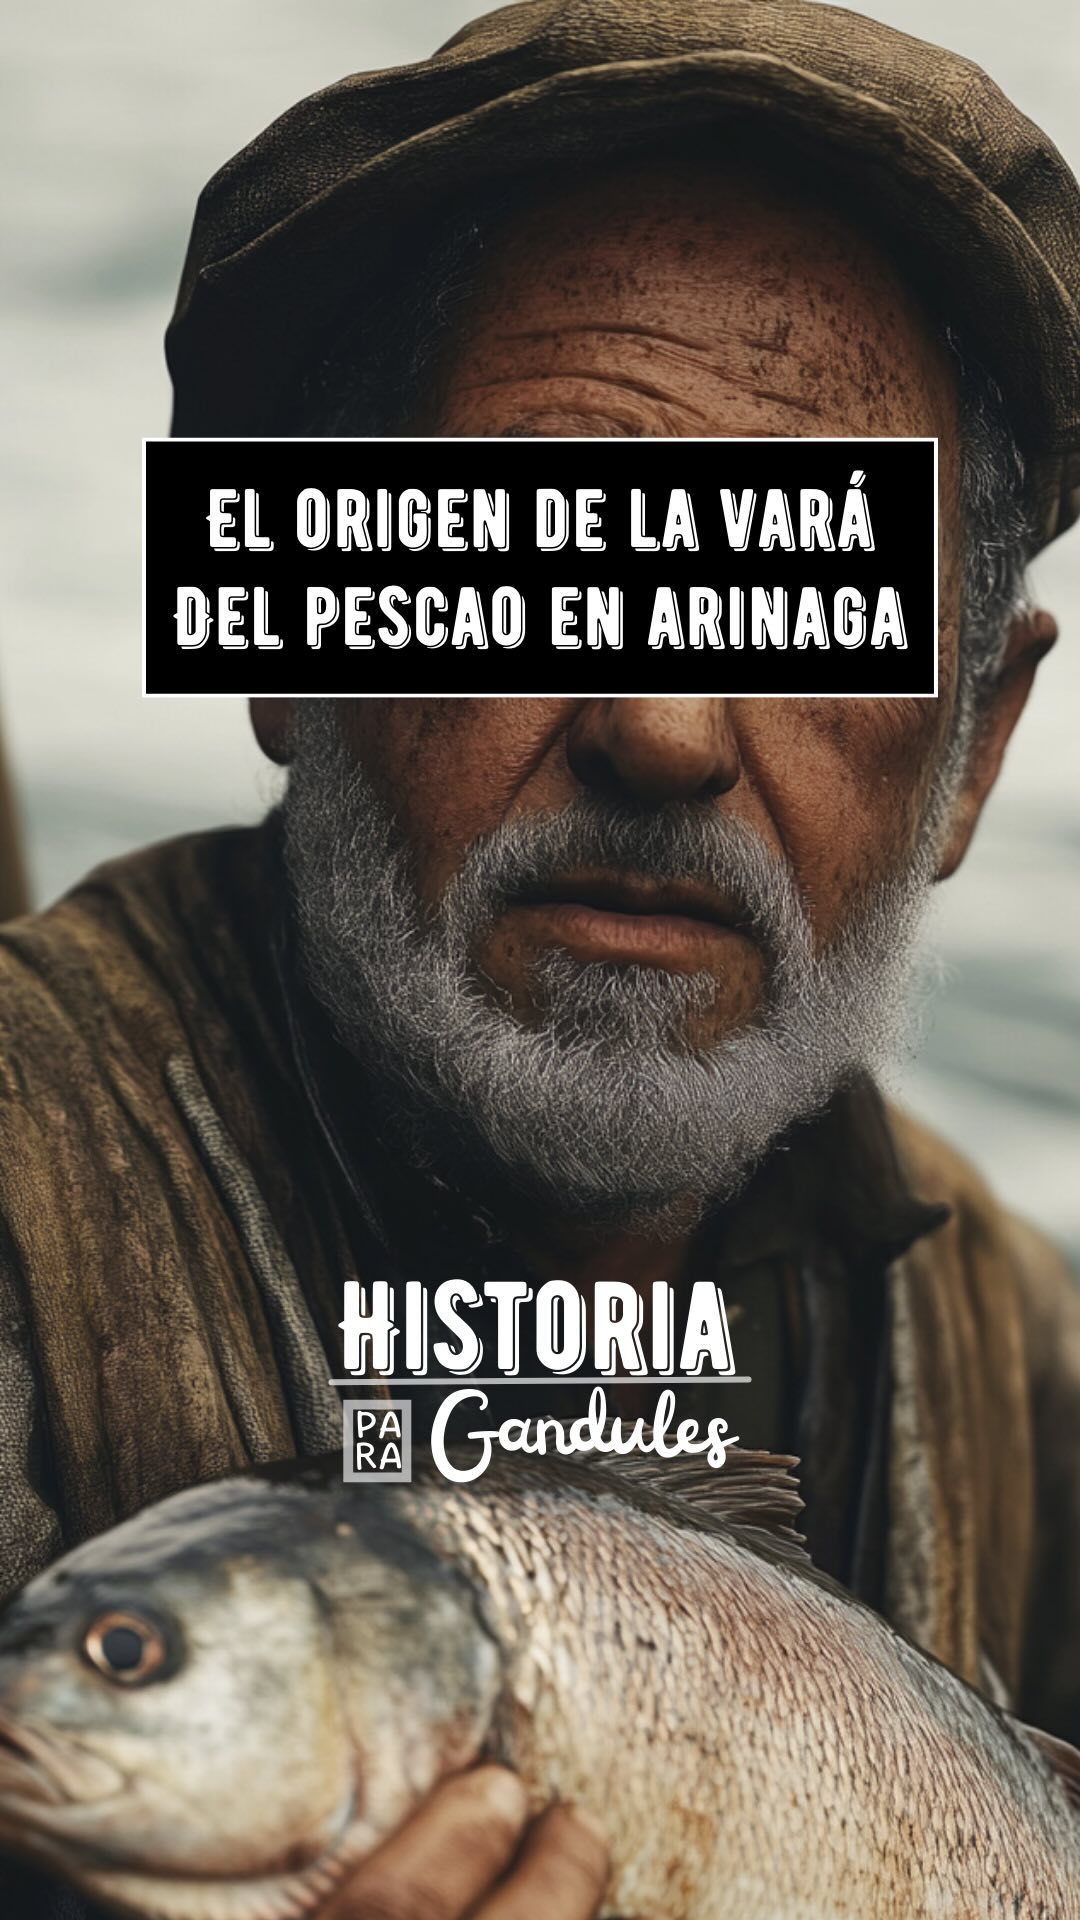 El origen de la vará
del pescao en Arinaga
Historia
PA
RA
Gandules